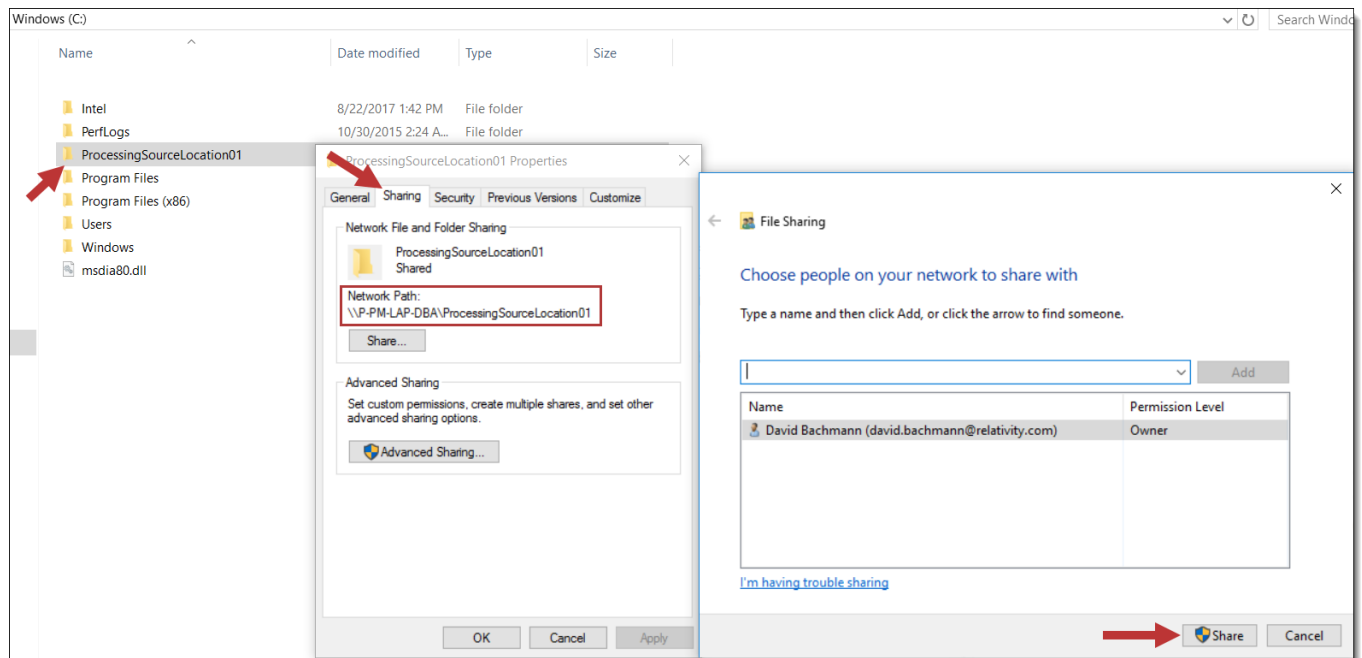 Windows (C:)
Search Windo
Name
Date modified
Type
Size
Intel
8/22/2017 1:42 PM
File folder
PerfLogs
10/30/2015 2:24 A...
File folder
ProcessingSourceLocation01
Program Files
Program Files (x86)
Users
Windows
msdia80.dll
ProcessingSourceLocation01 Properties
General
Sharing
Security
Previous Versions
Customize
Network File and Folder Sharing
ProcessingSourceLocation01
Shared
Network Path:
\\P-PM-LAP-DBA\ProcessingSourceLocation01
Share...
Advanced Sharing
Set custom permissions, create multiple shares, and set other
advanced sharing options.
Advanced Sharing...
OK
Cancel
Apply
File Sharing
Choose people on your network to share with
Type a name and then click Add, or click the arrow to find someone.
Add
Name
Permission Level
David Bachmann (david.bachmann@relativity.com)
Owner
I'm having trouble sharing
Share
Cancel